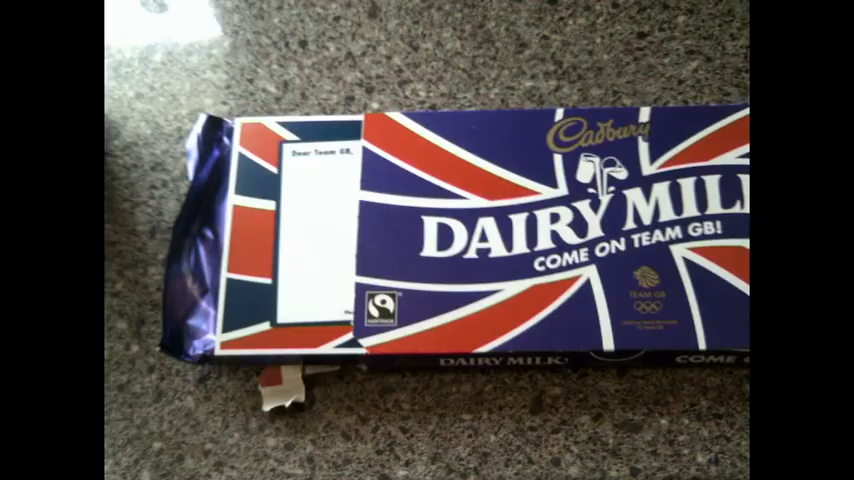 Dear Team GB,
Cadbury
DAIRY MILK
COME ON TEAM GB!
FAIRTRADE
TEAM GB
DAIRY MILK
COME